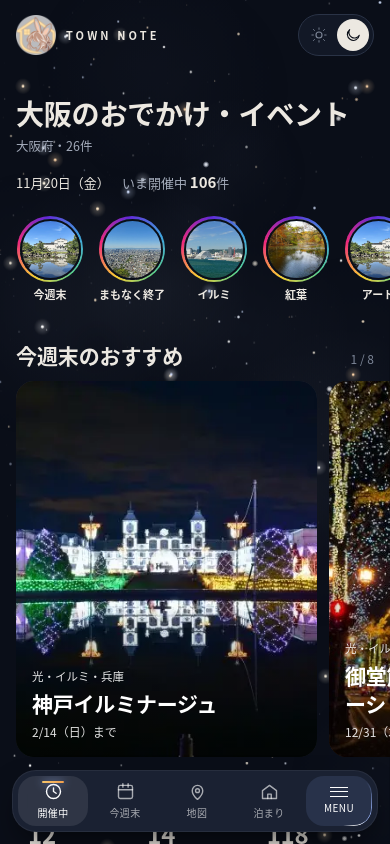 TOWN NOTE
大阪のおでかけ・イベント
大阪府・26件
11月20日（金） いま開催中 106件
今週末 まもなく終了 イルミ 紅葉 アート
今週末のおすすめ
1 / 8
光・イルミ・兵庫
神戸イルミナージュ
2/14（日）まで
光・イル
御堂
ーシ
12/31（
開催中 今週末 地図 泊まり MENU
12 14 118